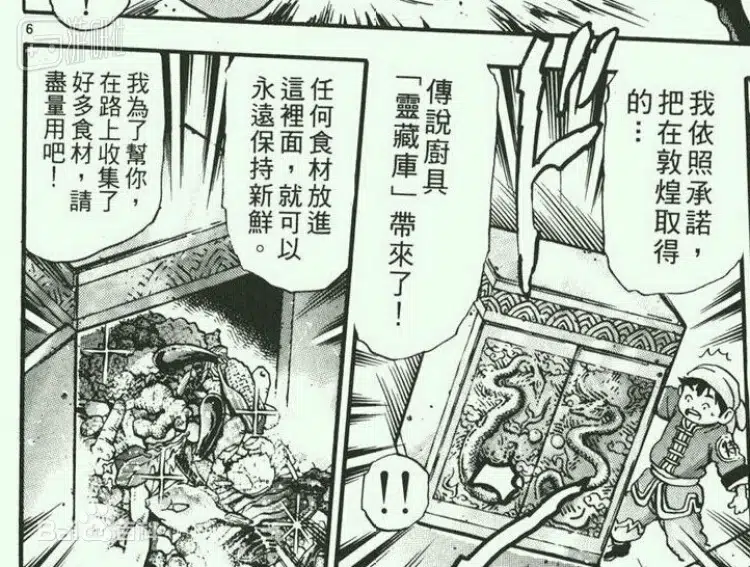 6
!
我依照承諾，
把在敦煌取得
的…
傳說廚具
「靈藏庫」帶來了！
!!
任何食材放進
這裡面，就可以
永遠保持新鮮。
我為了幫你，
在路上收集了
好多食材，請
盡量用吧！
Bai
百科